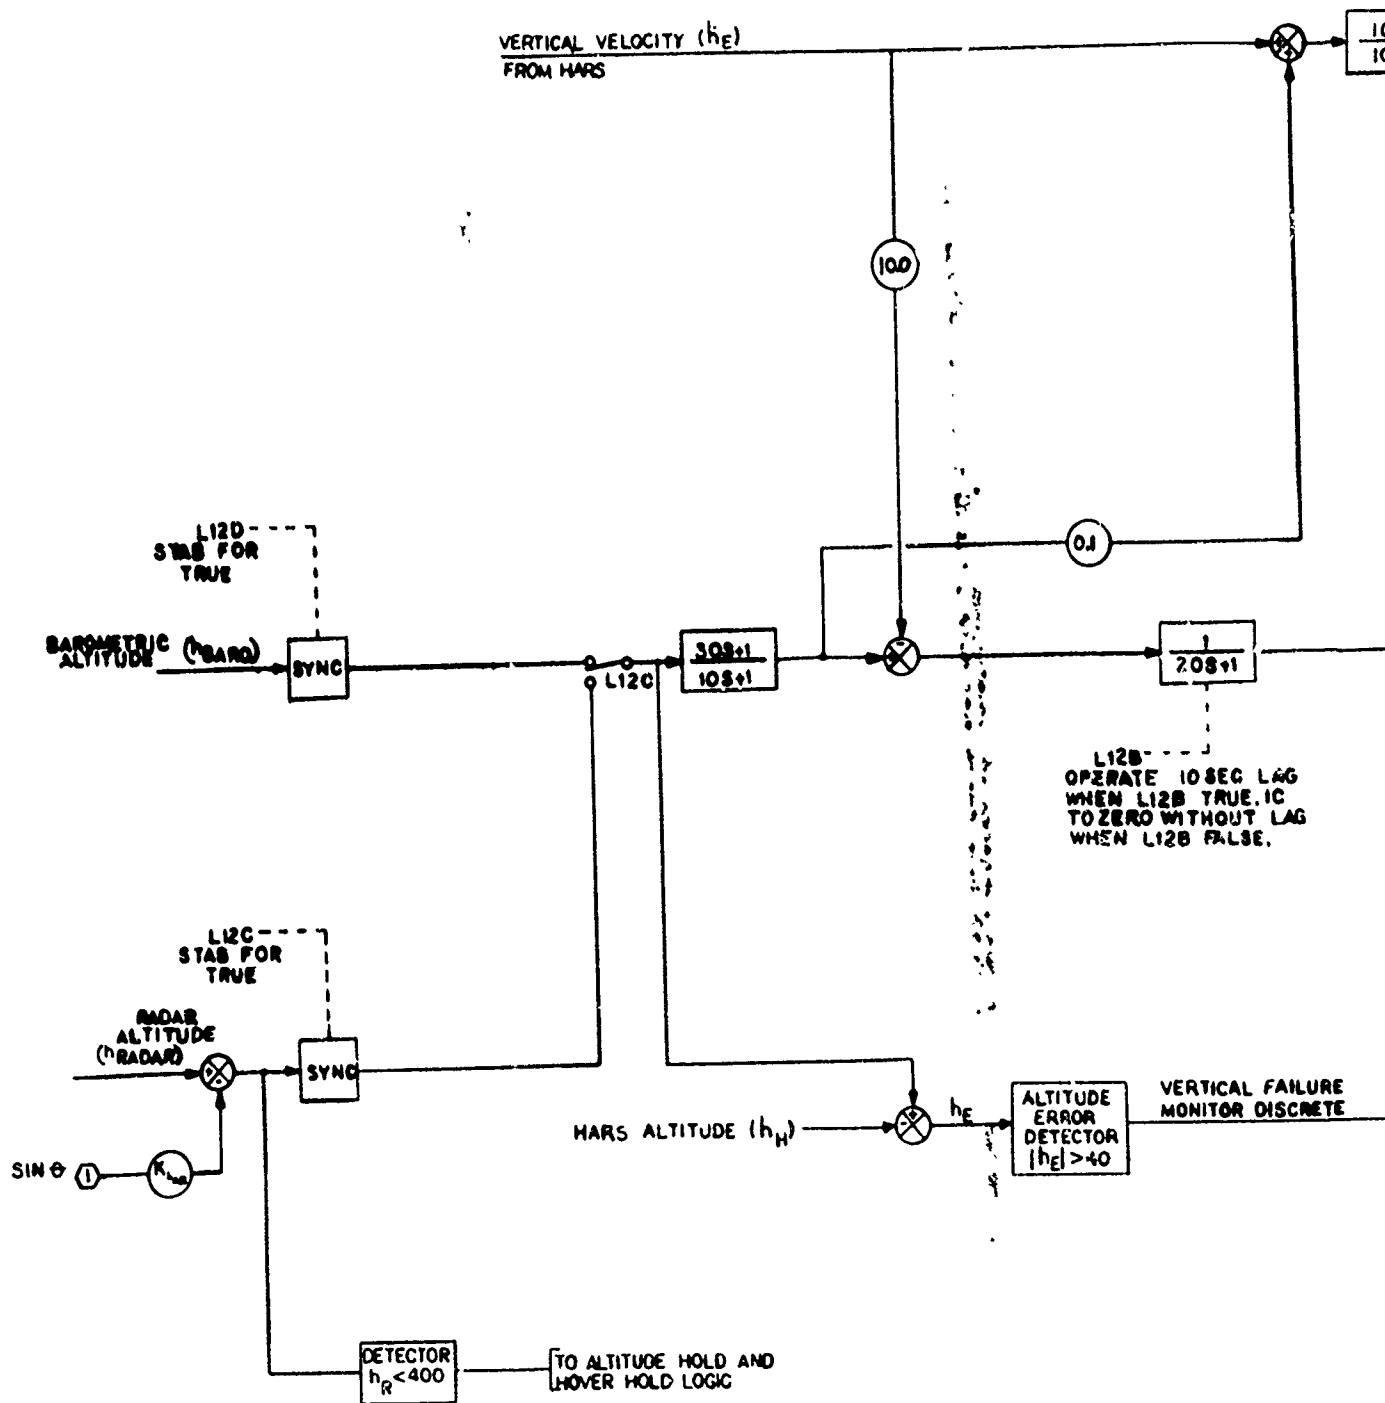 VERTICAL VELOCITY (ḣE)
FROM HARS
10
10
10.0
L12D
STAB FOR
TRUE
0.1
BAROMETRIC
ALTITUDE
(hBARO)
SYNC
L12C
30S+1
10S+1
1
20S+1
L12B
OPERATE 10 SEC LAG
WHEN L12B TRUE. IC
TO ZERO WITHOUT LAG
WHEN L12B FALSE.
L12C
STAB FOR
TRUE
RADAR
ALTITUDE
(hRADAR)
SYNC
HARS ALTITUDE (hH)
hE
ALTITUDE
ERROR
DETECTOR
|hE| > 40
VERTICAL FAILURE
MONITOR DISCRETE
SIN θ 1
DETECTOR
hR < 400
TO ALTITUDE HOLD AND
HOVER HOLD LOGIC